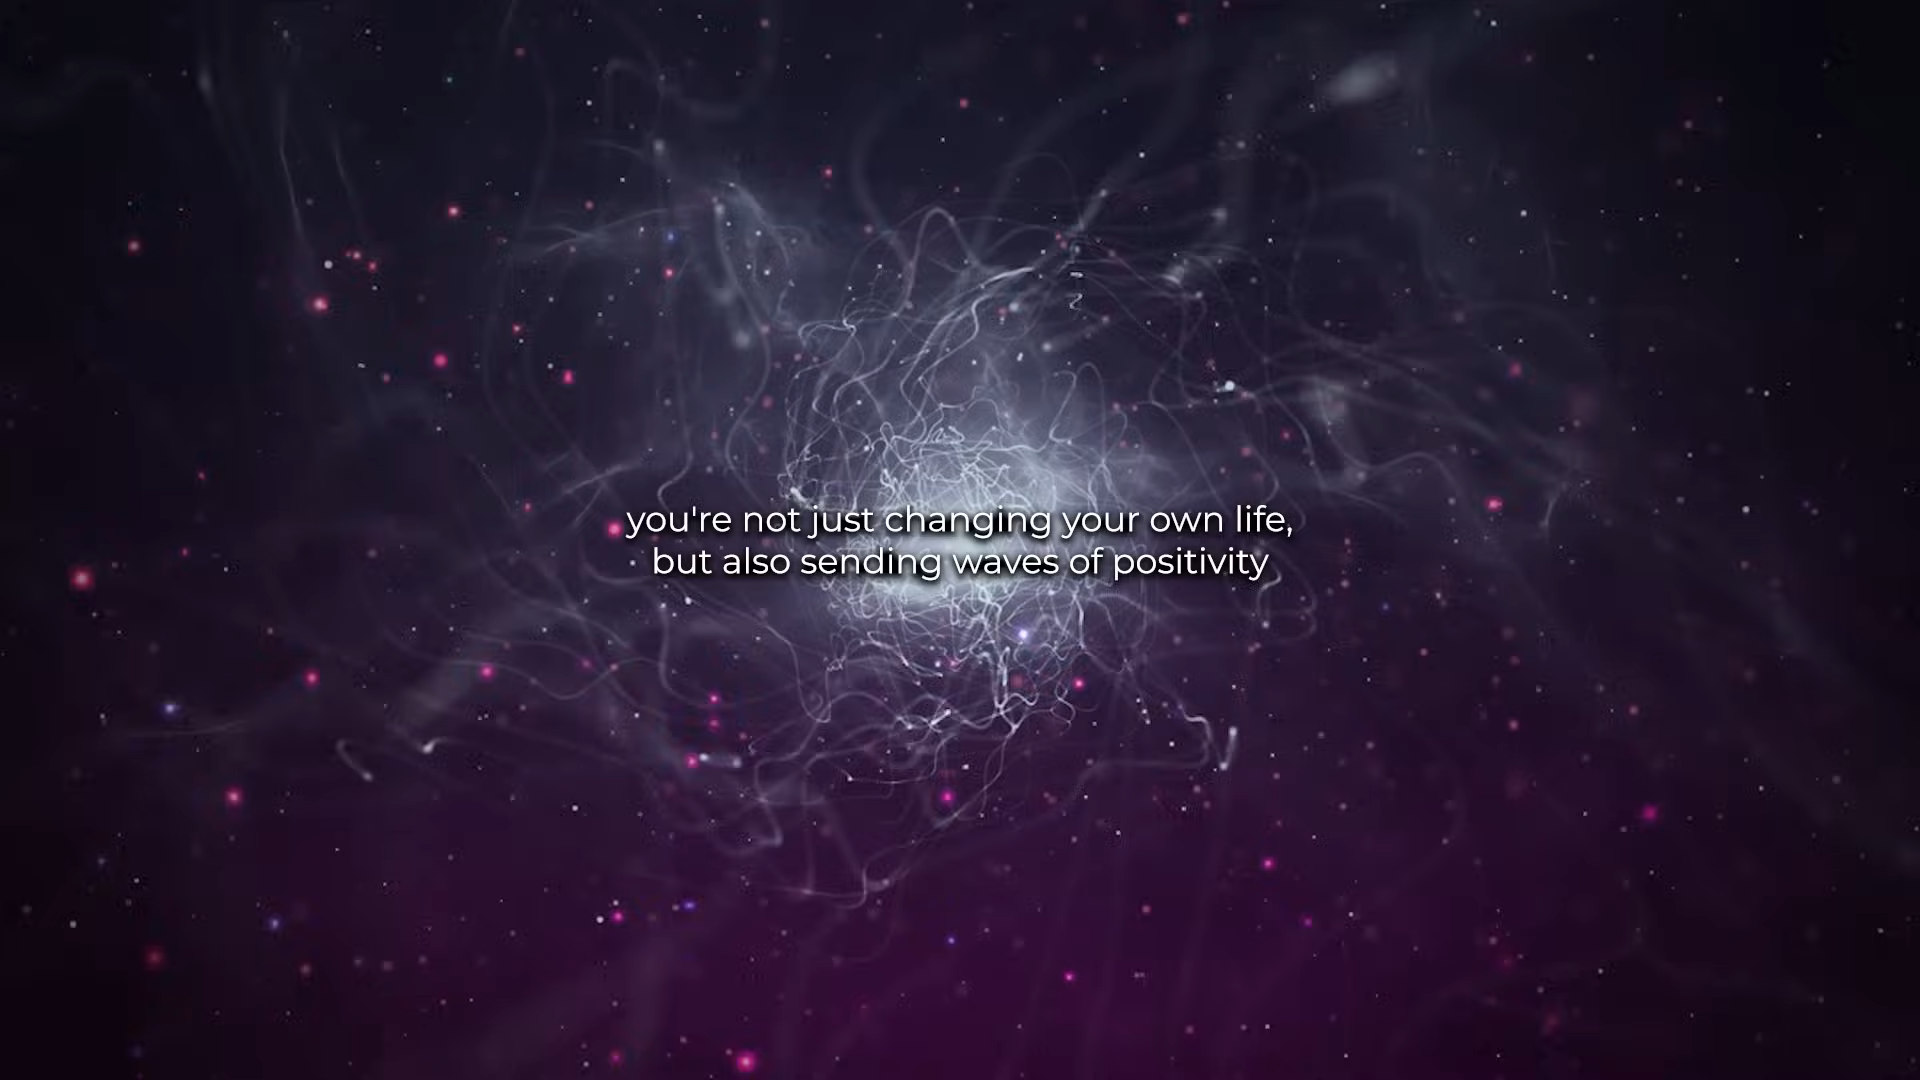 you're not just changing your own life,
but also sending waves of positivity